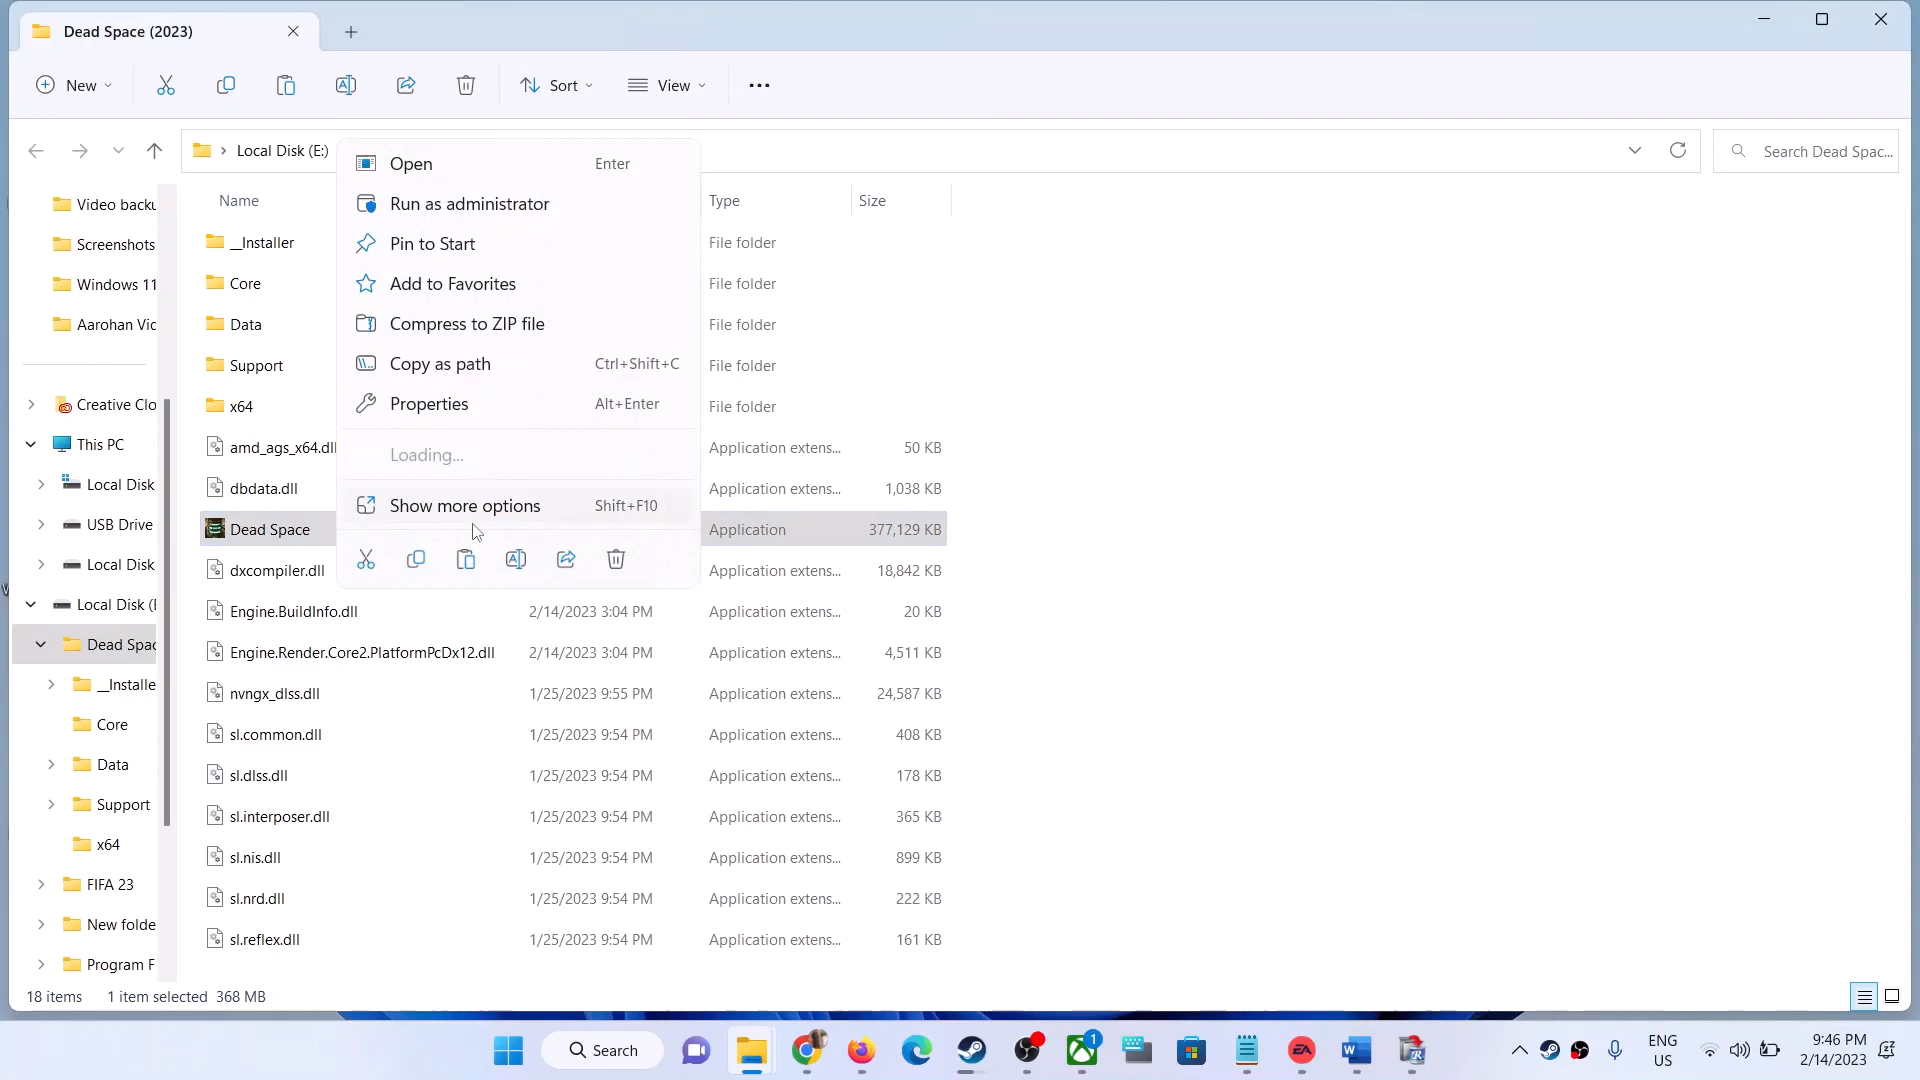 Dead Space (2023)
New
Sort
View
Local Disk (E:)
Search Dead Spac...
Video backu
Screenshots
Windows 11
Aarohan Vic
Creative Clo
This PC
Local Disk
USB Drive
Local Disk
Local Disk (E
Dead Spac
__Installe
Core
Data
Support
x64
FIFA 23
New folde
Program F
Name Type Size
__Installer File folder
Core File folder
Data File folder
Support File folder
x64 File folder
amd_ags_x64.dll Application extens... 50 KB
dbdata.dll Application extens... 1,038 KB
Dead Space Application 377,129 KB
dxcompiler.dll Application extens... 18,842 KB
Engine.BuildInfo.dll 2/14/2023 3:04 PM Application extens... 20 KB
Engine.Render.Core2.PlatformPcDx12.dll 2/14/2023 3:04 PM Application extens... 4,511 KB
nvngx_dlss.dll 1/25/2023 9:55 PM Application extens... 24,587 KB
sl.common.dll 1/25/2023 9:54 PM Application extens... 408 KB
sl.dlss.dll 1/25/2023 9:54 PM Application extens... 178 KB
sl.interposer.dll 1/25/2023 9:54 PM Application extens... 365 KB
sl.nis.dll 1/25/2023 9:54 PM Application extens... 899 KB
sl.nrd.dll 1/25/2023 9:54 PM Application extens... 222 KB
sl.reflex.dll 1/25/2023 9:54 PM Application extens... 161 KB
Open Enter
Run as administrator
Pin to Start
Add to Favorites
Compress to ZIP file
Copy as path Ctrl+Shift+C
Properties Alt+Enter
Loading...
Show more options Shift+F10
18 items 1 item selected 368 MB
Search
1
ENG
US
9:46 PM
2/14/2023